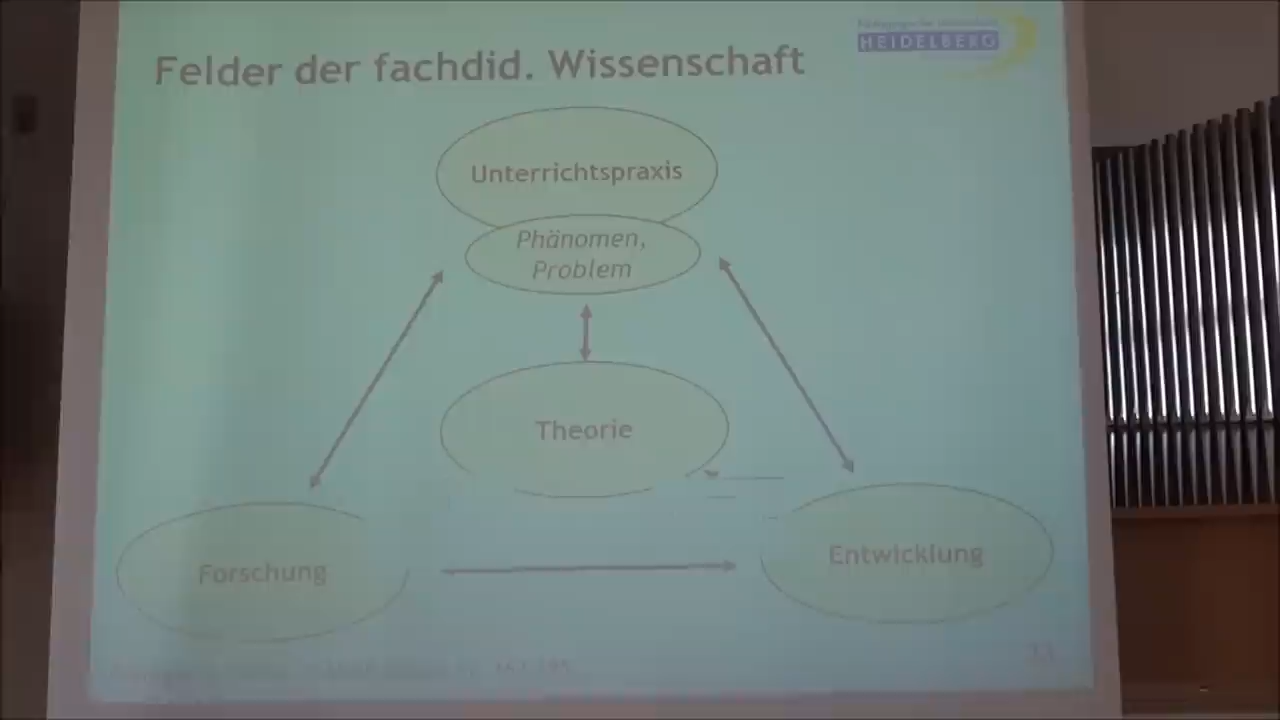 HEIDELBERG
Felder der fachdid. Wissenschaft
Unterrichtspraxis
Phänomen,
Problem
Theorie
Forschung
Entwicklung